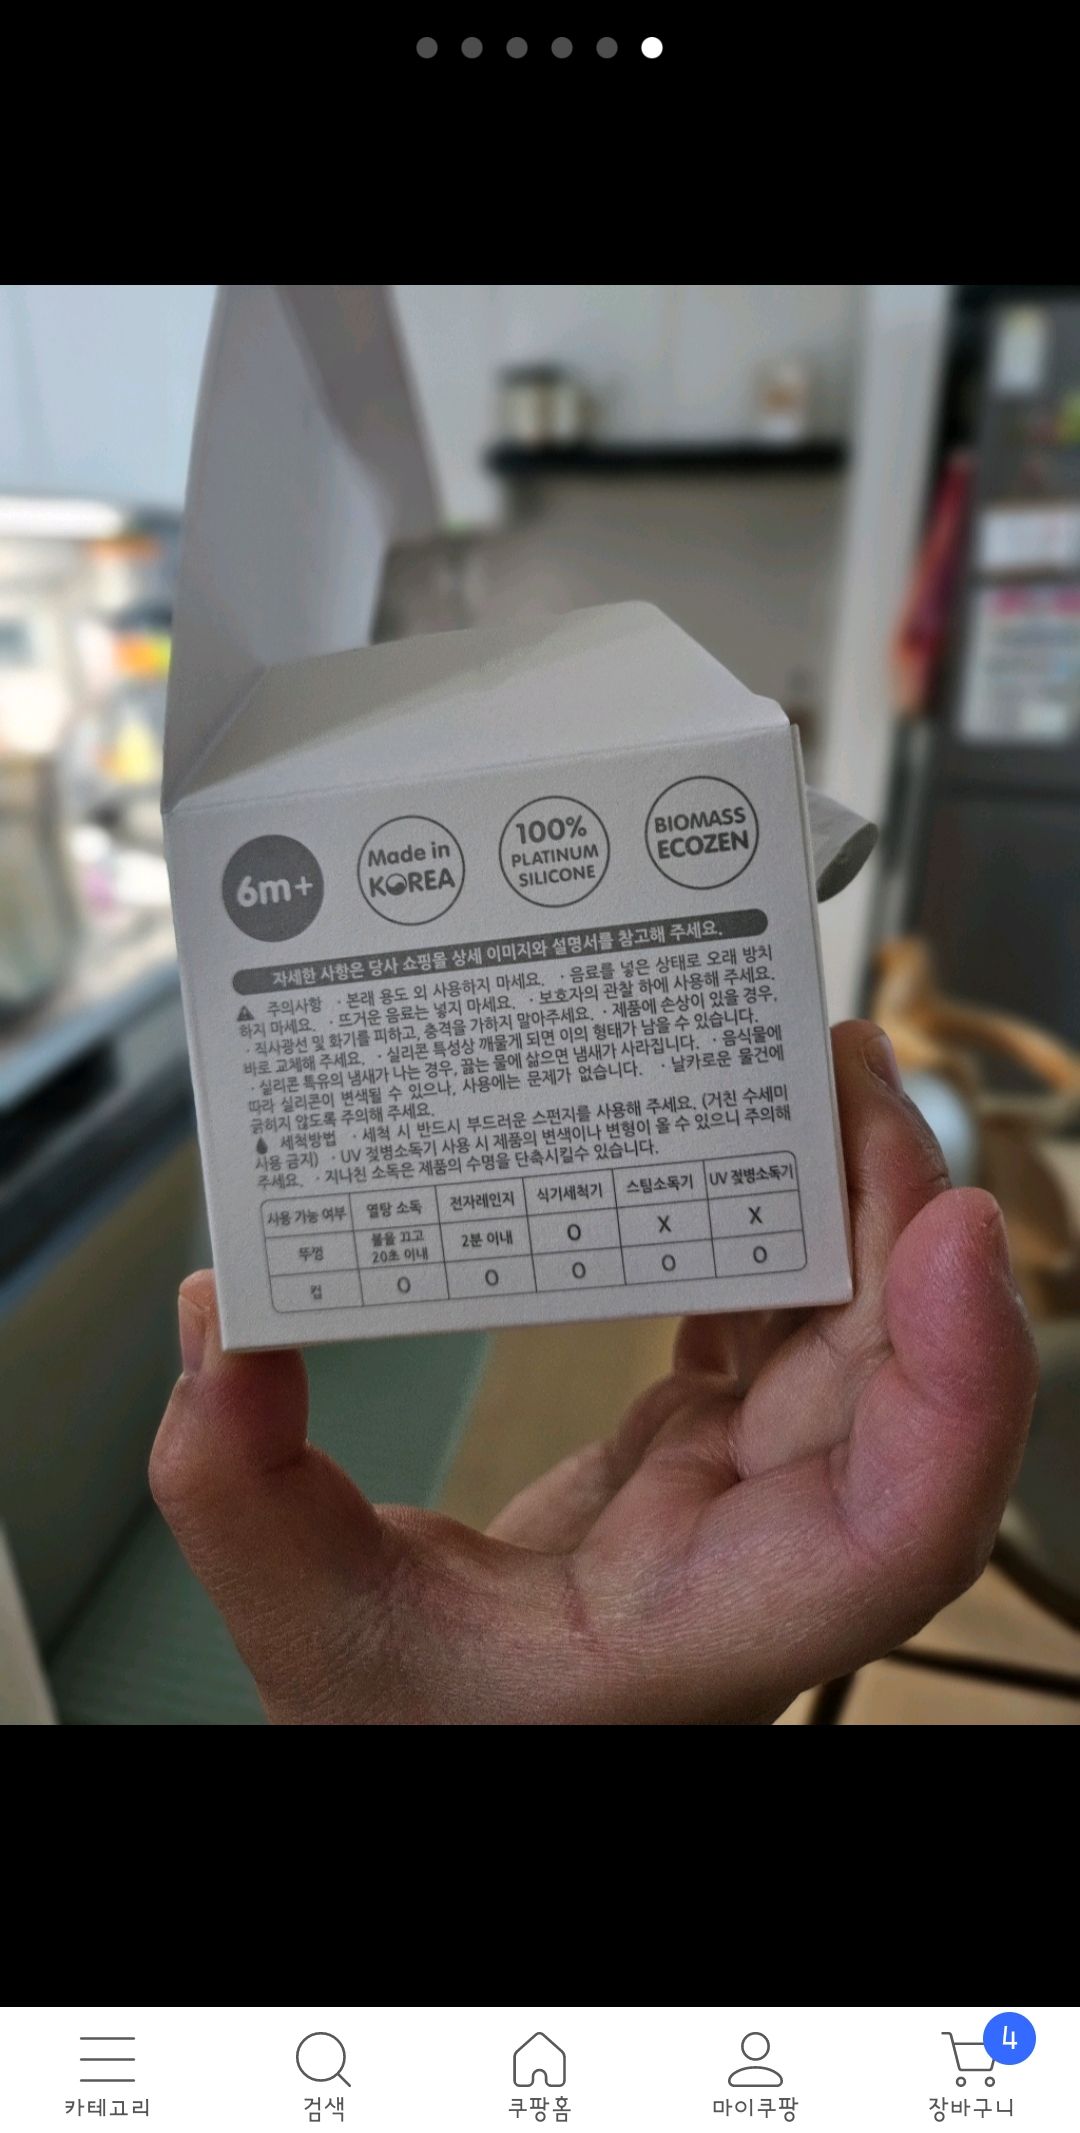 6m+
Made in
KOREA
100%
PLATINUM
SILICONE
BIOMASS
ECOZEN
자세한 사항은 당사 쇼핑몰 상세 이미지와 설명서를 참고해 주세요.
주의사항 · 본래 용도 외 사용하지 마세요. · 음료를 넣은 상태로 오래 방치
하지 마세요. · 뜨거운 음료는 넣지 마세요. · 보호자의 관찰 하에 사용해 주세요.
· 직사광선 및 화기를 피하고, 충격을 가하지 말아주세요. · 제품에 손상이 있을 경우,
바로 교체해 주세요. · 실리콘 특성상 깨물게 되면 이의 형태가 남을 수 있습니다.
· 실리콘 특유의 냄새가 나는 경우, 끓는 물에 삶으면 냄새가 사라집니다. · 음식물에
따라 실리콘이 변색될 수 있으나, 사용에는 문제가 없습니다. · 날카로운 물건에
긁히지 않도록 주의해 주세요.
세척방법 · 세척 시 반드시 부드러운 스펀지를 사용해 주세요. (거친 수세미
사용 금지) · UV 젖병소독기 사용 시 제품의 변색이나 변형이 올 수 있으니 주의해
주세요. · 지나친 소독은 제품의 수명을 단축시킬수 있습니다.
사용 가능 여부 열탕 소독 전자레인지 식기세척기 스팀소독기 UV 젖병소독기
뚜껑 불을 끄고 20초 이내 2분 이내 O X X
컵 O O O O O
4
카테고리 검색 쿠팡홈 마이쿠팡 장바구니